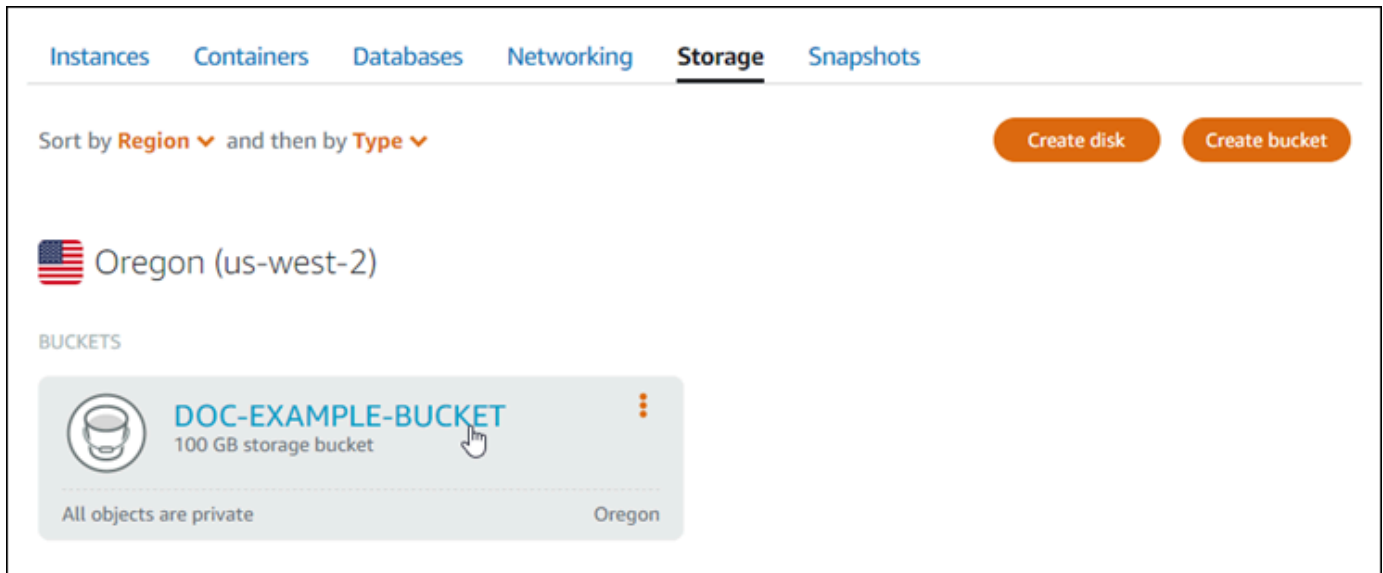 Instances Containers Databases Networking Storage Snapshots
Sort by Region and then by Type Create disk Create bucket
Oregon (us-west-2)
BUCKETS
DOC-EXAMPLE-BUCKET
100 GB storage bucket
All objects are private Oregon